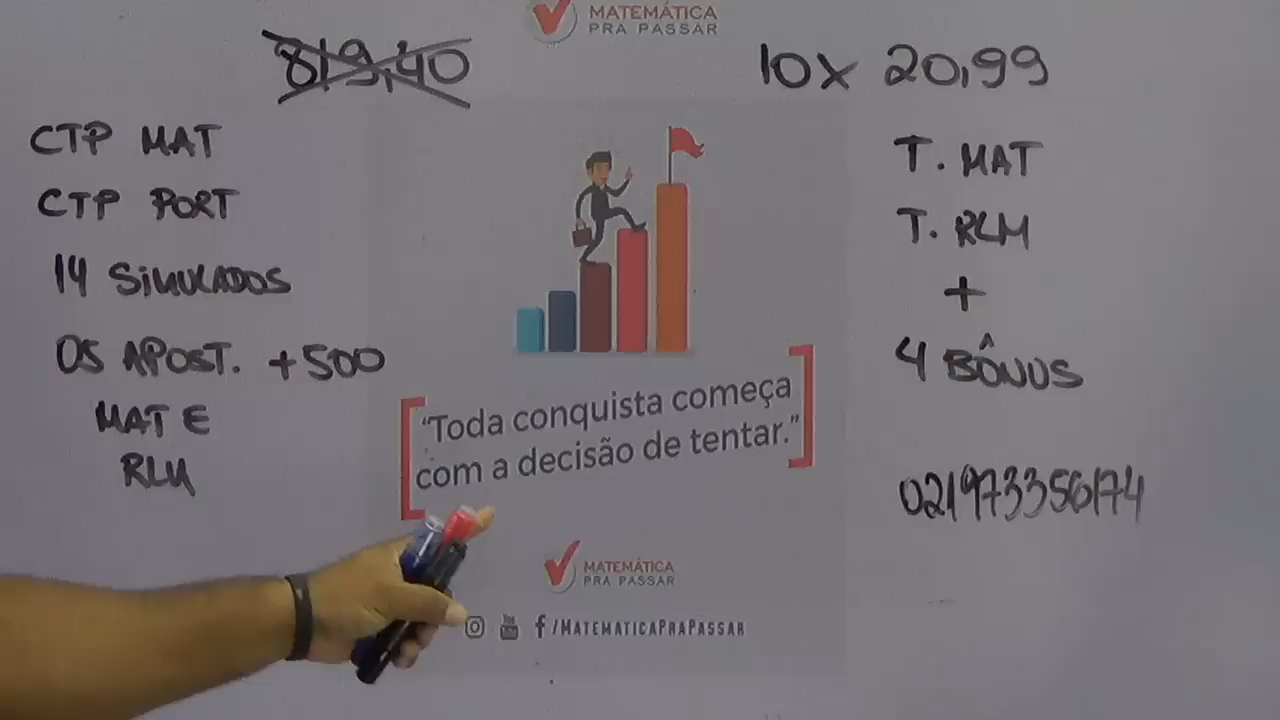 MATEMÁTICA
PRA PASSAR
819,40
10X 20,99
CTP MAT
CTP PORT
14 SIMULADOS
OS APOST. +500
MAT E
RLM
T. MAT
T. RLM
+
4 BÔNUS
021973356174
"Toda conquista começa
com a decisão de tentar."
MATEMÁTICA
PRA PASSAR
/MATEMATICAPRAPASSAR